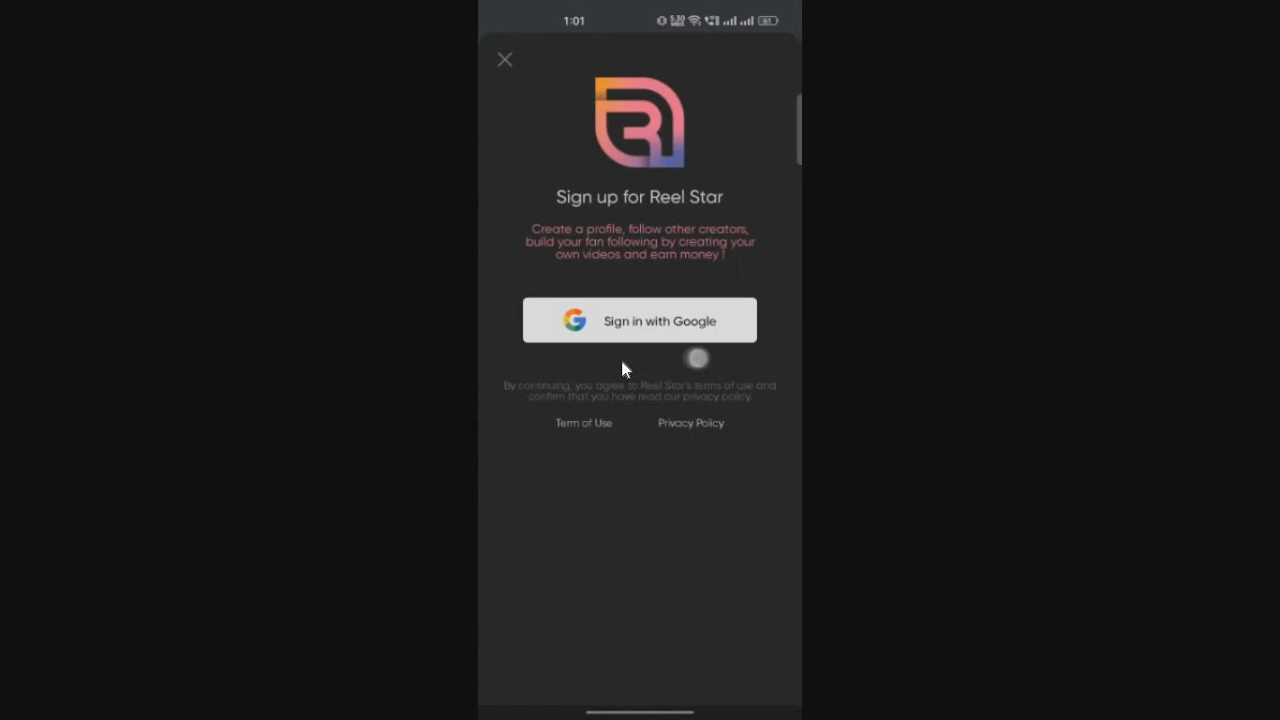 1:01
Sign up for Reel Star
Create a profile, follow other creators,
build your fan following by creating your
own videos and earn money !
Sign in with Google
By continuing, you agree to Reel Star's terms of use and
confirm that you have read our privacy policy.
Term of Use
Privacy Policy